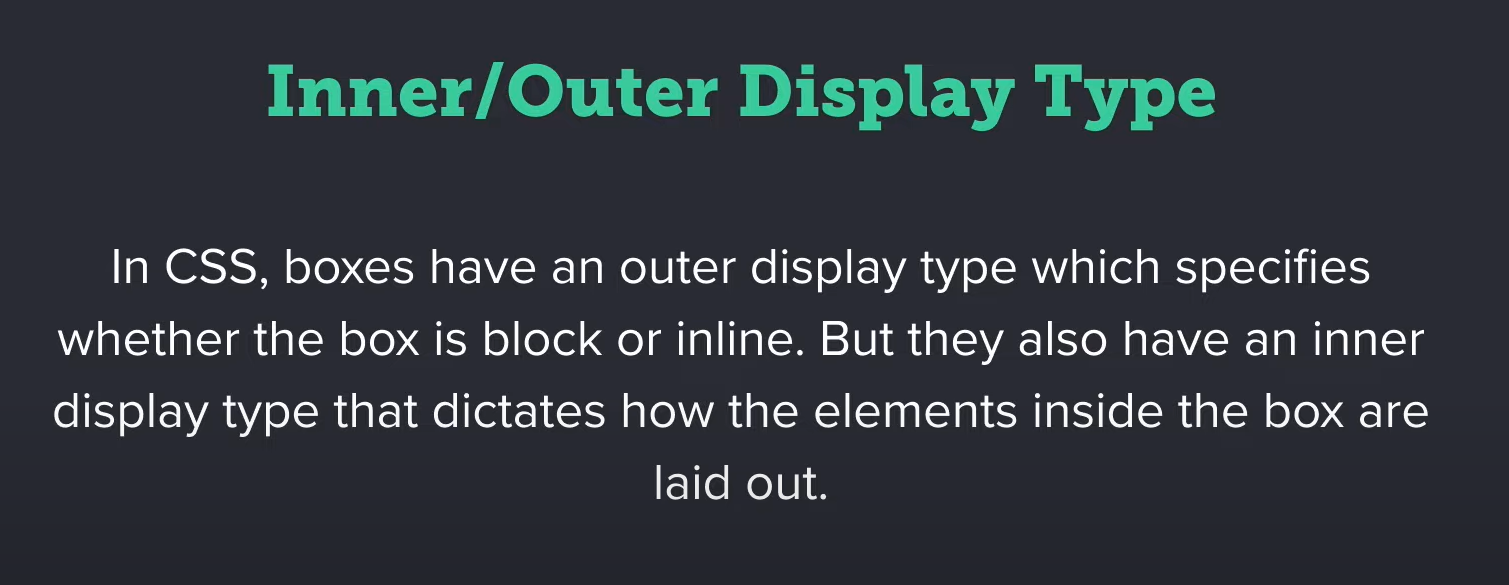 Inner/Outer Display Type
In CSS, boxes have an outer display type which specifies
whether the box is block or inline. But they also have an inner
display type that dictates how the elements inside the box are
laid out.